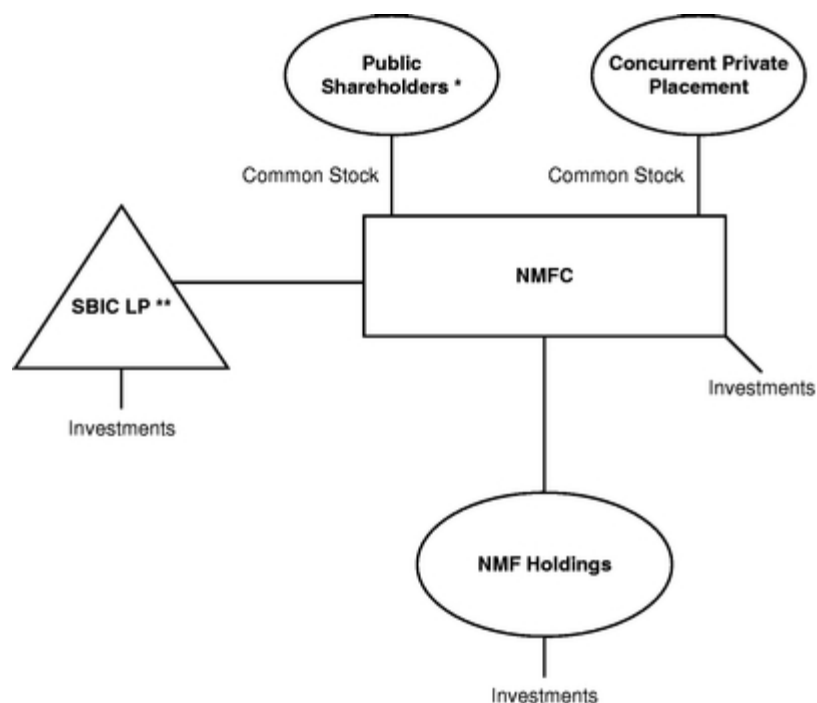 Public
Shareholders *
Concurrent Private
Placement
Common Stock
Common Stock
NMFC
SBIC LP **
Investments
Investments
NMF Holdings
Investments